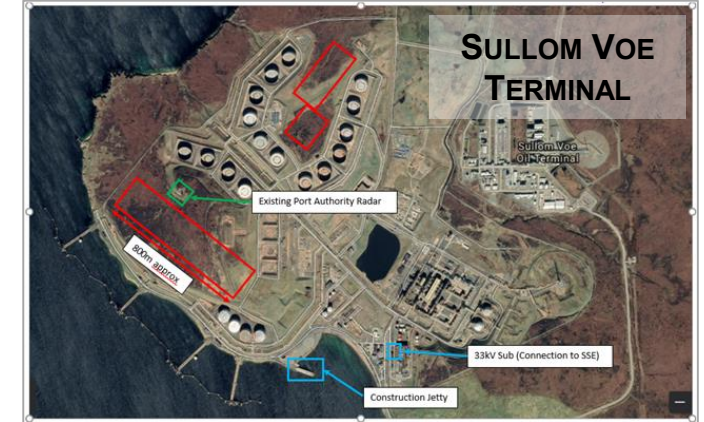 SULLOM VOE
TERMINAL
Sullom Voe
Oil Terminal
Existing Port Authority Radar
800m approx
33kV Sub (Connection to SSE)
Construction Jetty